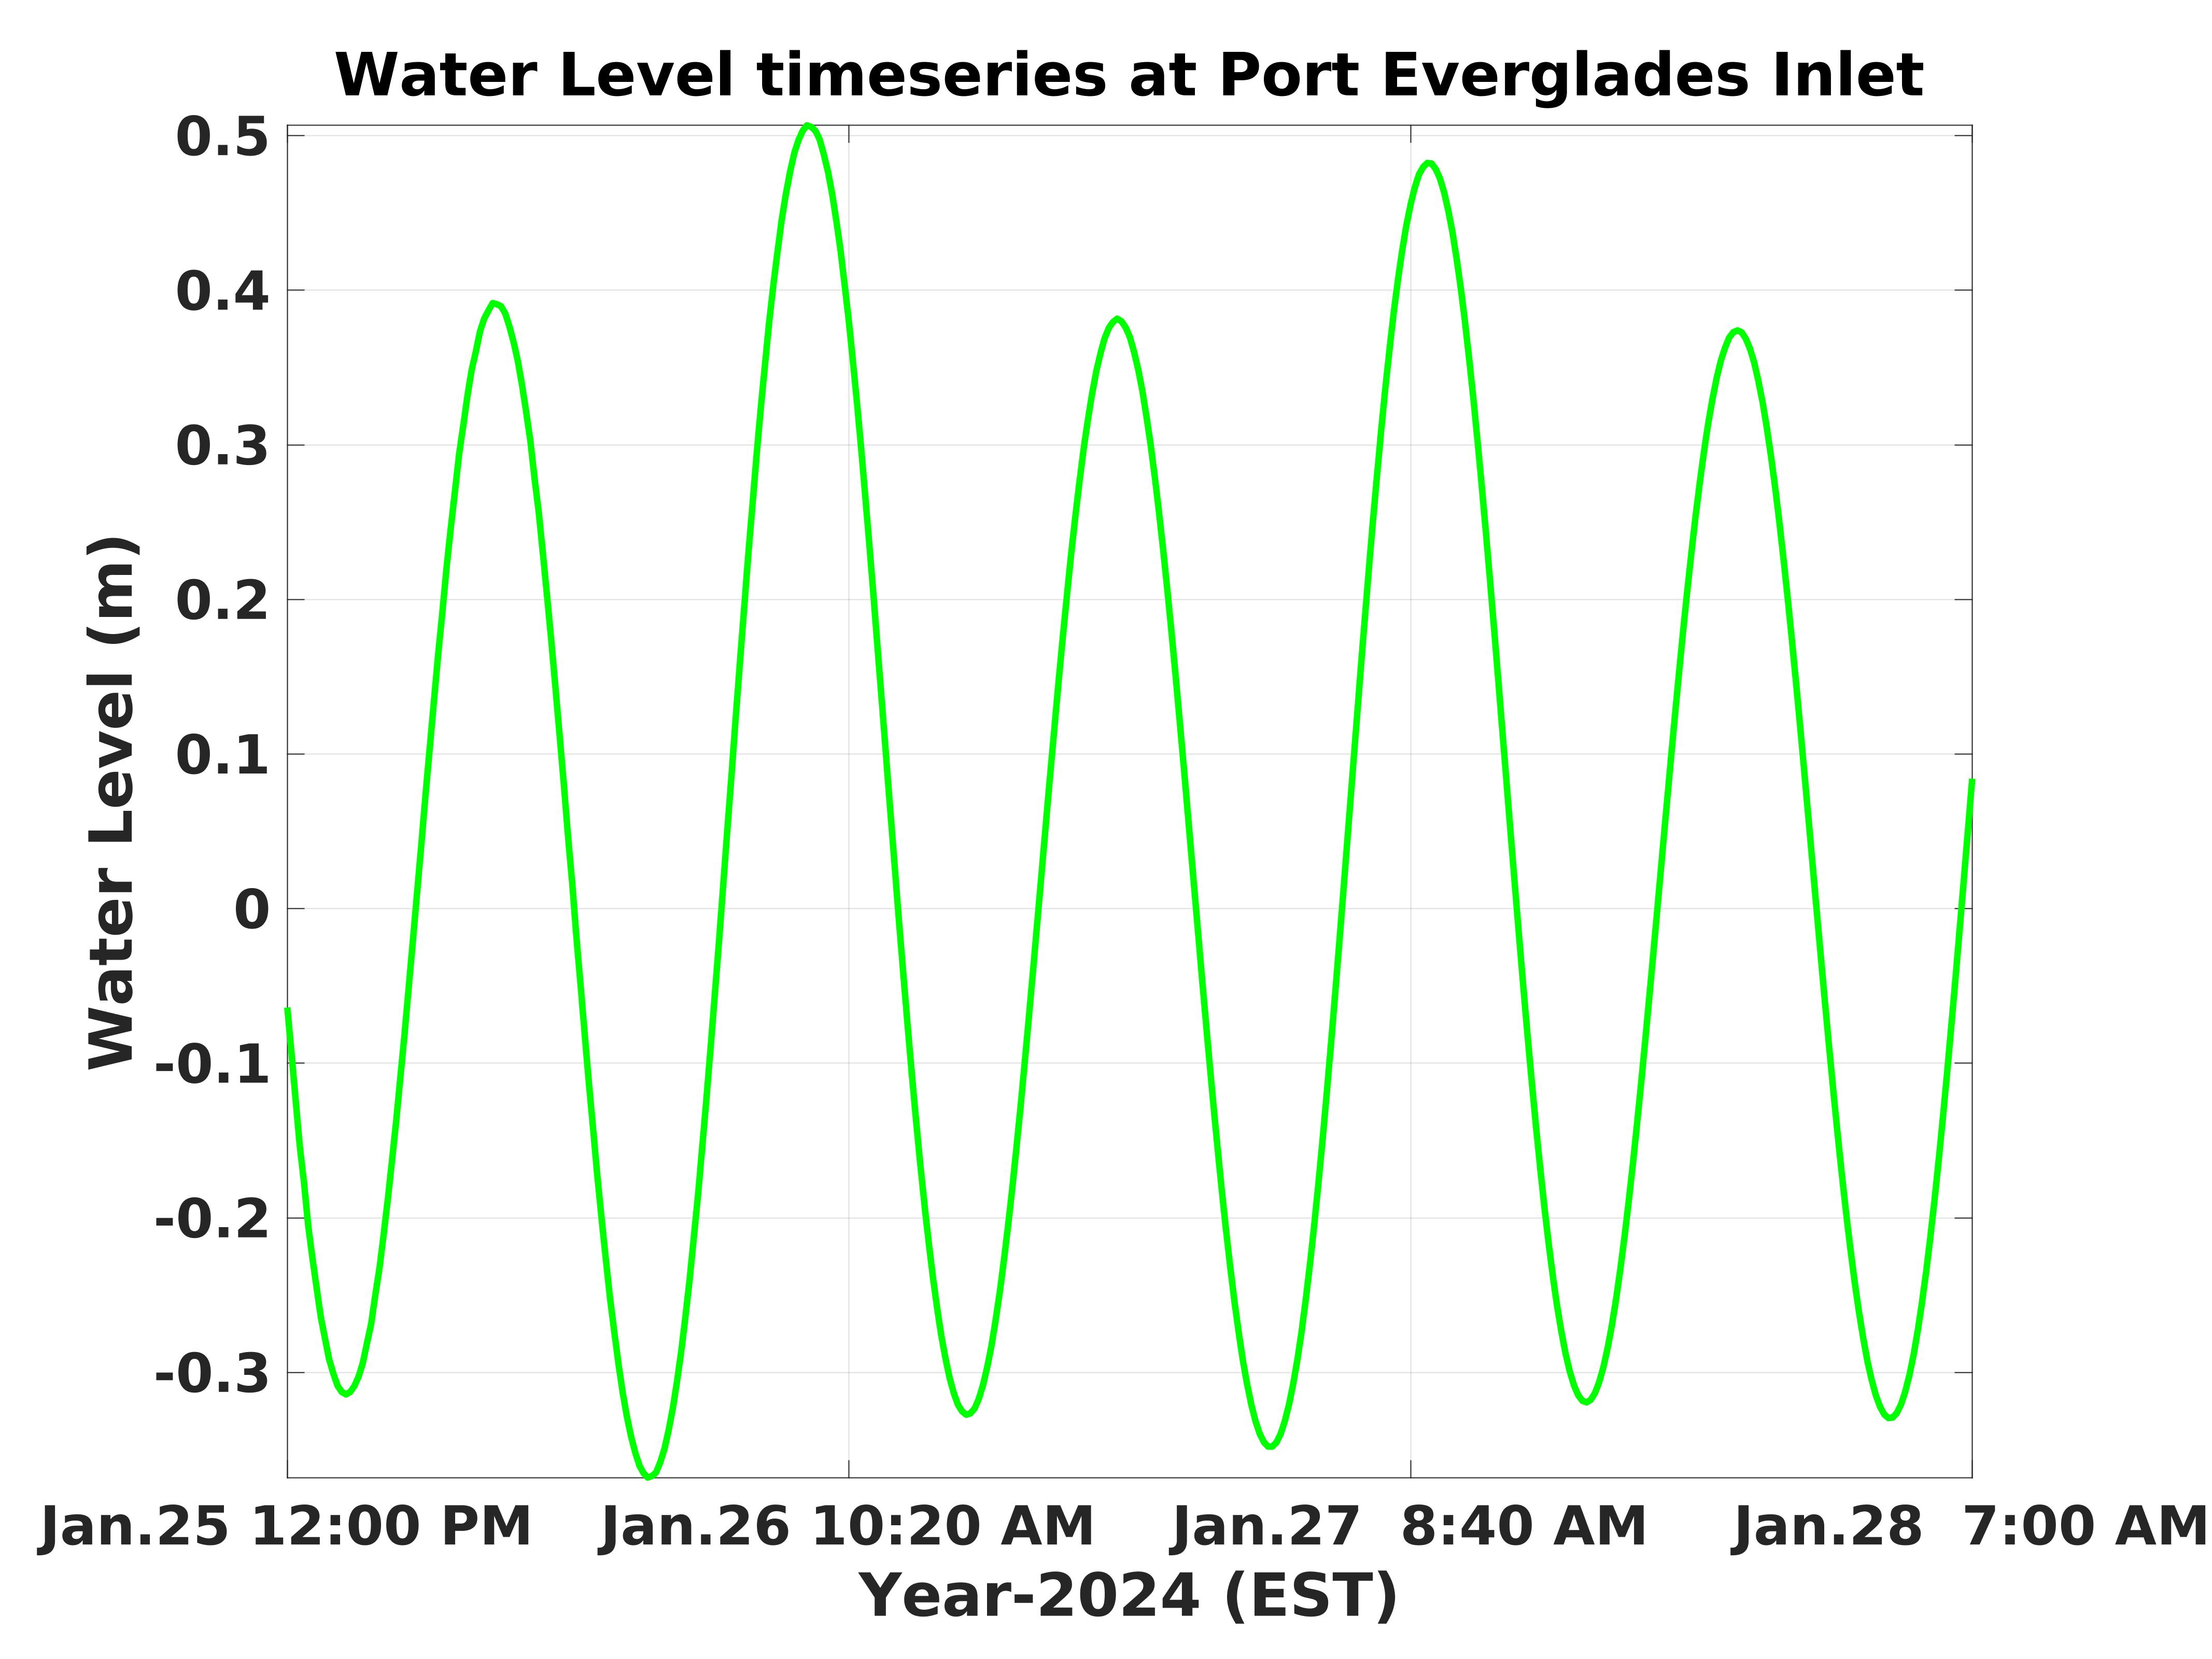 Water Level timeseries at Port Everglades Inlet
0.5
0.4
0.3
0.2
0.1
0
-0.1
-0.2
-0.3
Water Level (m)
Jan.25 12:00 PM Jan.26 10:20 AM Jan.27 8:40 AM Jan.28 7:00 AM
Year-2024 (EST)